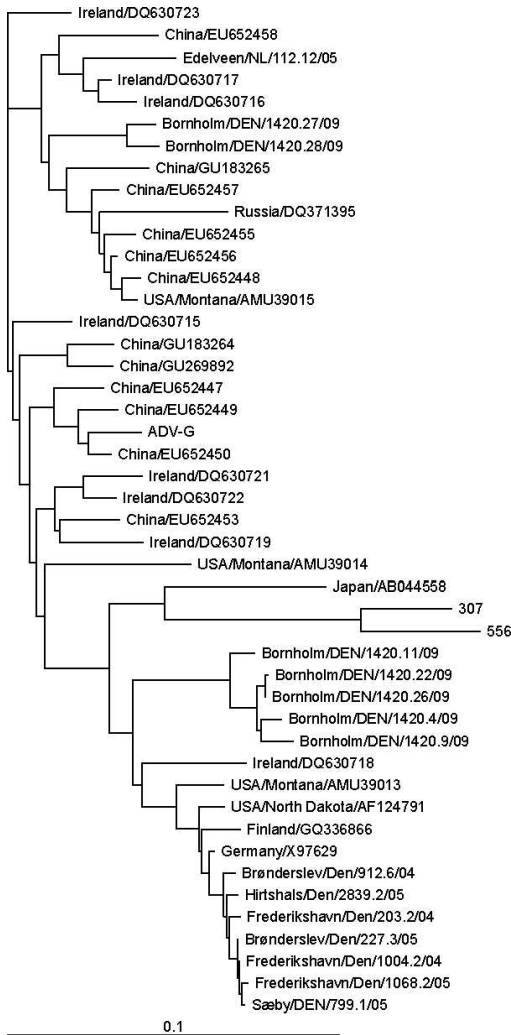 Ireland/DQ630723
China/EU652458
Edelveen/NL/112.12/05
Ireland/DQ630717
Ireland/DQ630716
Bornholm/DEN/1420.27/09
Bornholm/DEN/1420.28/09
China/GU183265
China/EU652457
Russia/DQ371395
China/EU652455
China/EU652456
China/EU652448
USA/Montana/AMU39015
Ireland/DQ630715
China/GU183264
China/GU269892
China/EU652447
China/EU652449
ADV-G
China/EU652450
Ireland/DQ630721
Ireland/DQ630722
China/EU652453
Ireland/DQ630719
USA/Montana/AMU39014
Japan/AB044558
307
556
Bornholm/DEN/1420.11/09
Bornholm/DEN/1420.22/09
Bornholm/DEN/1420.26/09
Bornholm/DEN/1420.4/09
Bornholm/DEN/1420.9/09
Ireland/DQ630718
USA/Montana/AMU39013
USA/North Dakota/AF124791
Finland/GQ336866
Germany/X97629
Brønderslev/Den/912.6/04
Hirtshals/Den/2839.2/05
Frederikshavn/Den/203.2/04
Brønderslev/Den/227.3/05
Frederikshavn/Den/1004.2/04
Frederikshavn/Den/1068.2/05
Sæby/DEN/799.1/05
0.1